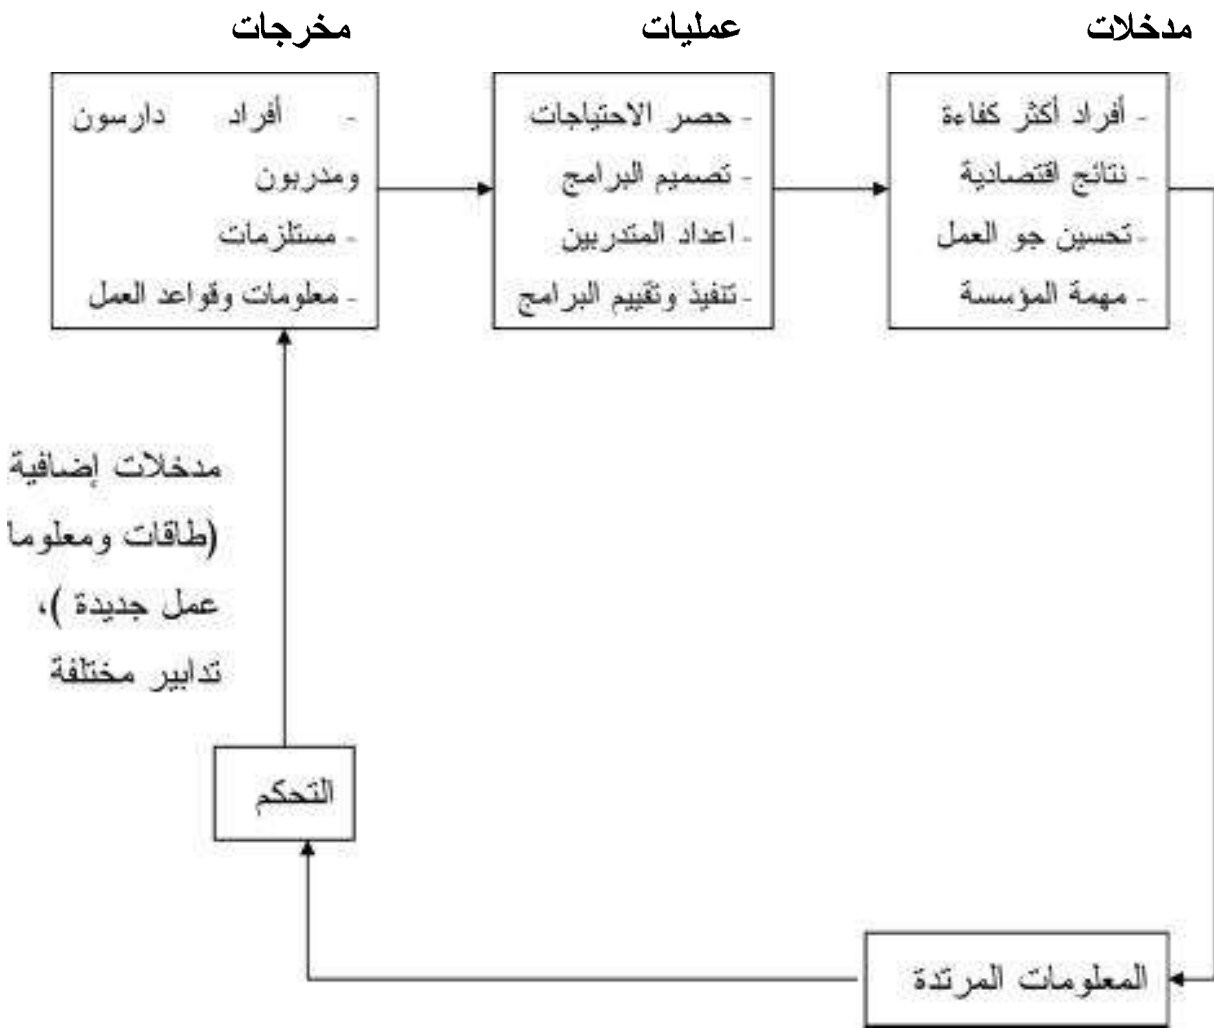 مدخلات
عمليات
مخرجات
- أفراد أكثر كفاءة
- نتائج اقتصادية
- تحسين جو العمل
- مهمة المؤسسة
- حصر الاحتياجات
- تصميم البرامج
- اعداد المتدربين
- تنفيذ وتقييم البرامج
- أفراد دارسون
ومدربون
- مستلزمات
- معلومات وقواعد العمل
مدخلات إضافية
(طاقات ومعلوما
عمل جديدة )،
تدابير مختلفة
التحكم
المعلومات المرتدة